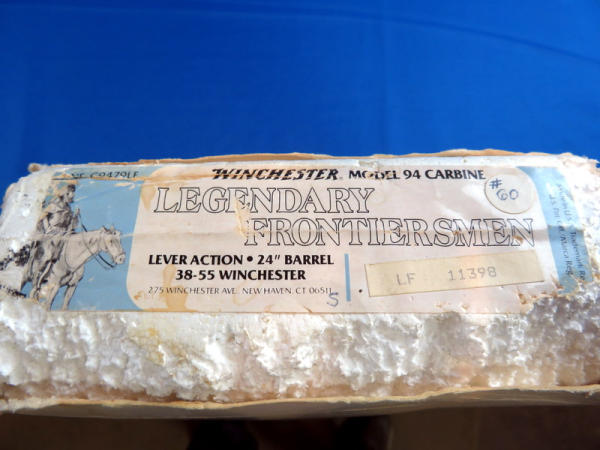 C9479LF
WINCHESTER. MODEL 94 CARBINE
LEGENDARY
FRONTIERSMEN
#60
LEVER ACTION • 24" BARREL
38-55 WINCHESTER
275 WINCHESTER AVE. NEW HAVEN, CT 06511
S
LF 11398